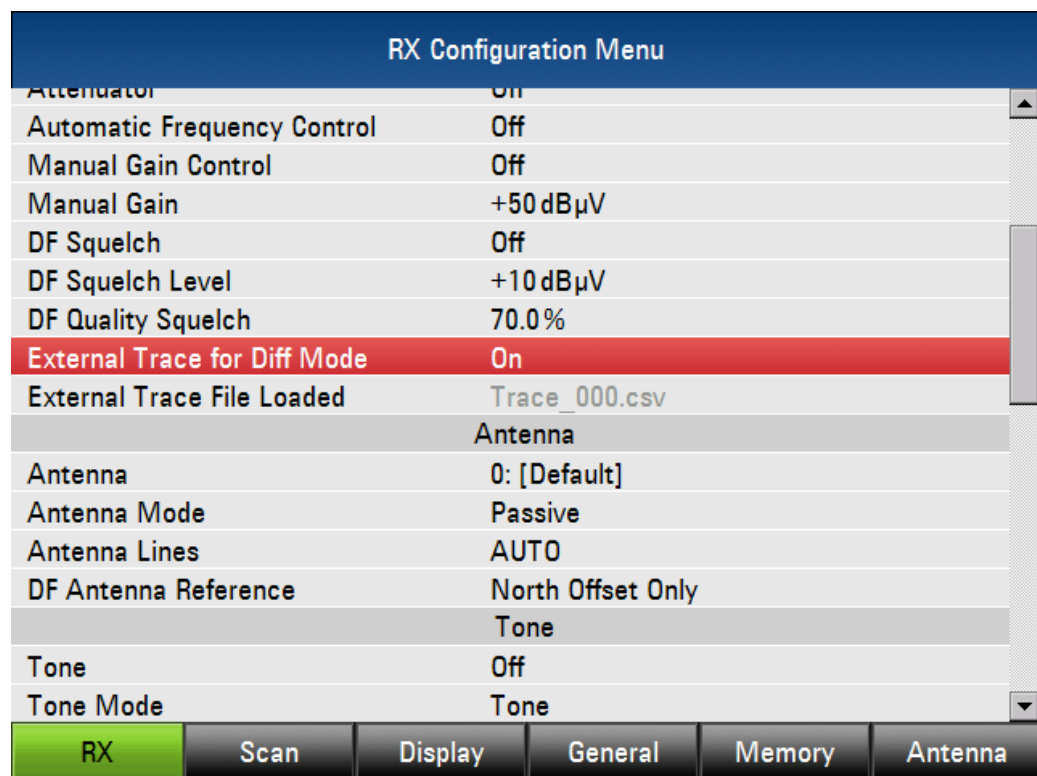 RX Configuration Menu
Attenuator On
Automatic Frequency Control Off
Manual Gain Control Off
Manual Gain +50 dBµV
DF Squelch Off
DF Squelch Level +10 dBµV
DF Quality Squelch 70.0%
External Trace for Diff Mode On
External Trace File Loaded Trace_000.csv
Antenna
Antenna 0: [Default]
Antenna Mode Passive
Antenna Lines AUTO
DF Antenna Reference North Offset Only
Tone
Tone Off
Tone Mode Tone
RX Scan Display General Memory Antenna